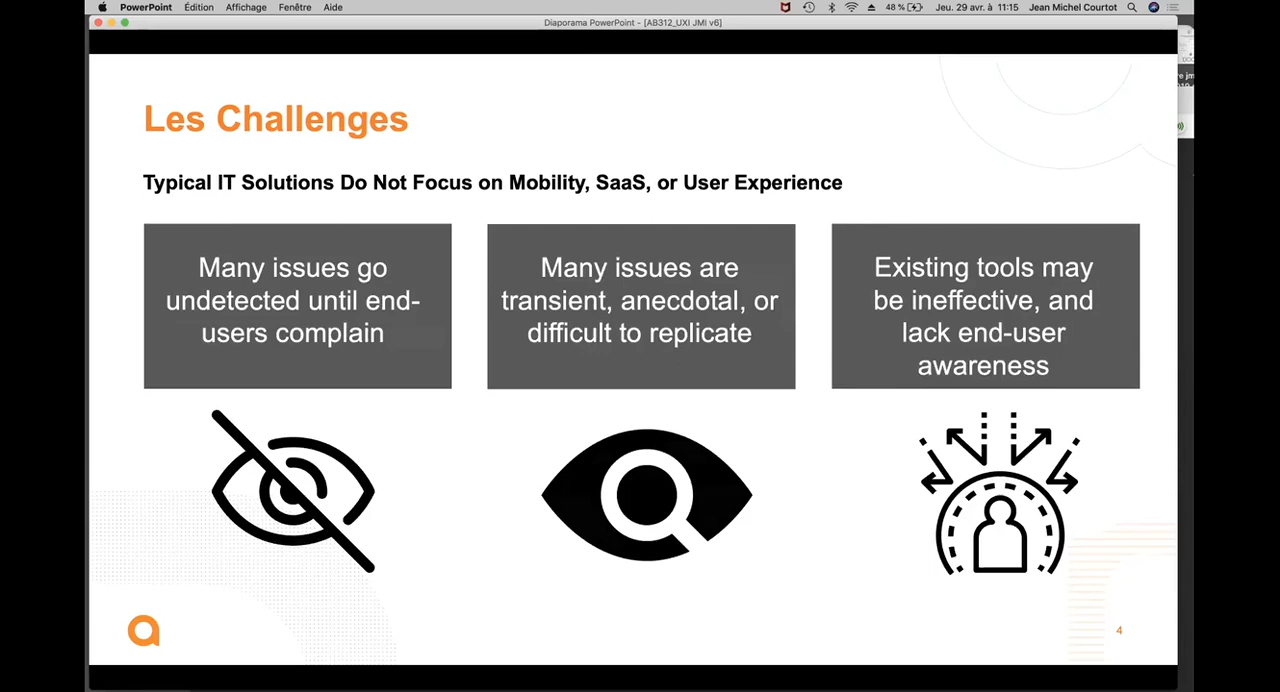 PowerPoint Édition Affichage Fenêtre Aide 48 % Jeu. 29 avr. à 11:15 Jean Michel Courtot
Diaporama PowerPoint - [AB312_UXI JMI v6]
Les Challenges
Typical IT Solutions Do Not Focus on Mobility, SaaS, or User Experience
Many issues go
undetected until end-
users complain
Many issues are
transient, anecdotal, or
difficult to replicate
Existing tools may
be ineffective, and
lack end-user
awareness
4